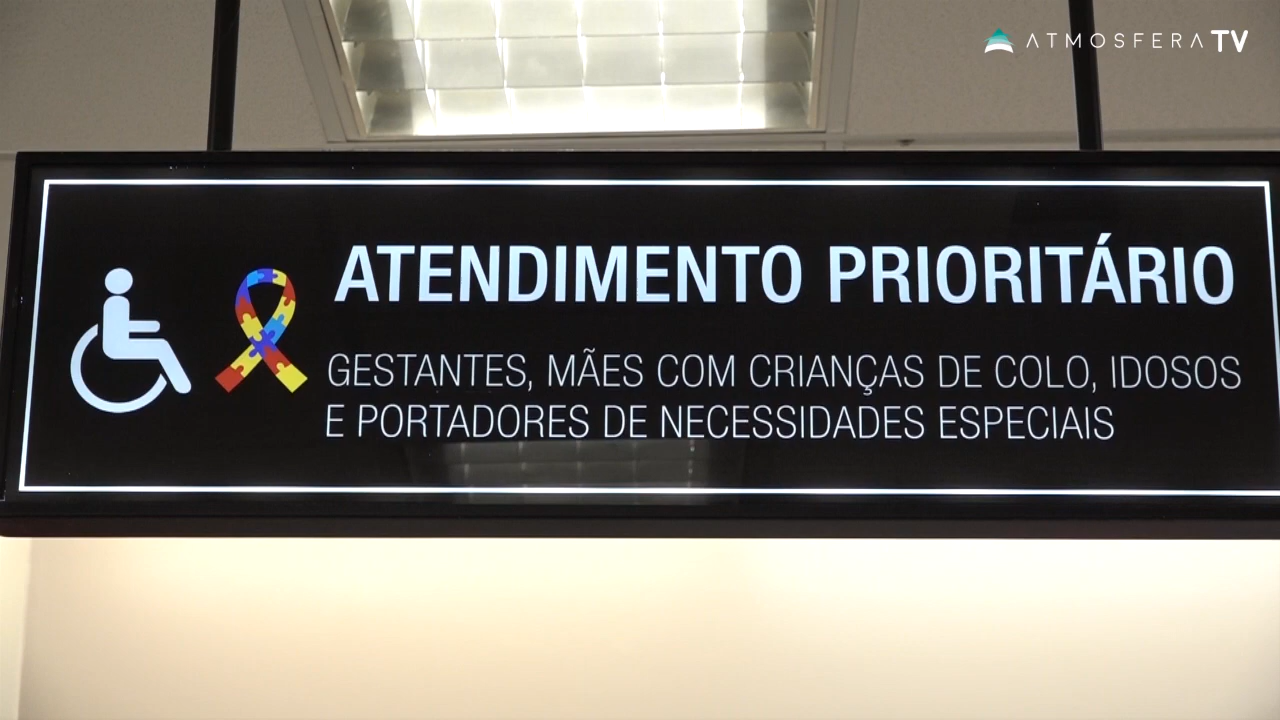 ATMOSFERA TV
ATENDIMENTO PRIORITÁRIO
GESTANTES, MÃES COM CRIANÇAS DE COLO, IDOSOS
E PORTADORES DE NECESSIDADES ESPECIAIS